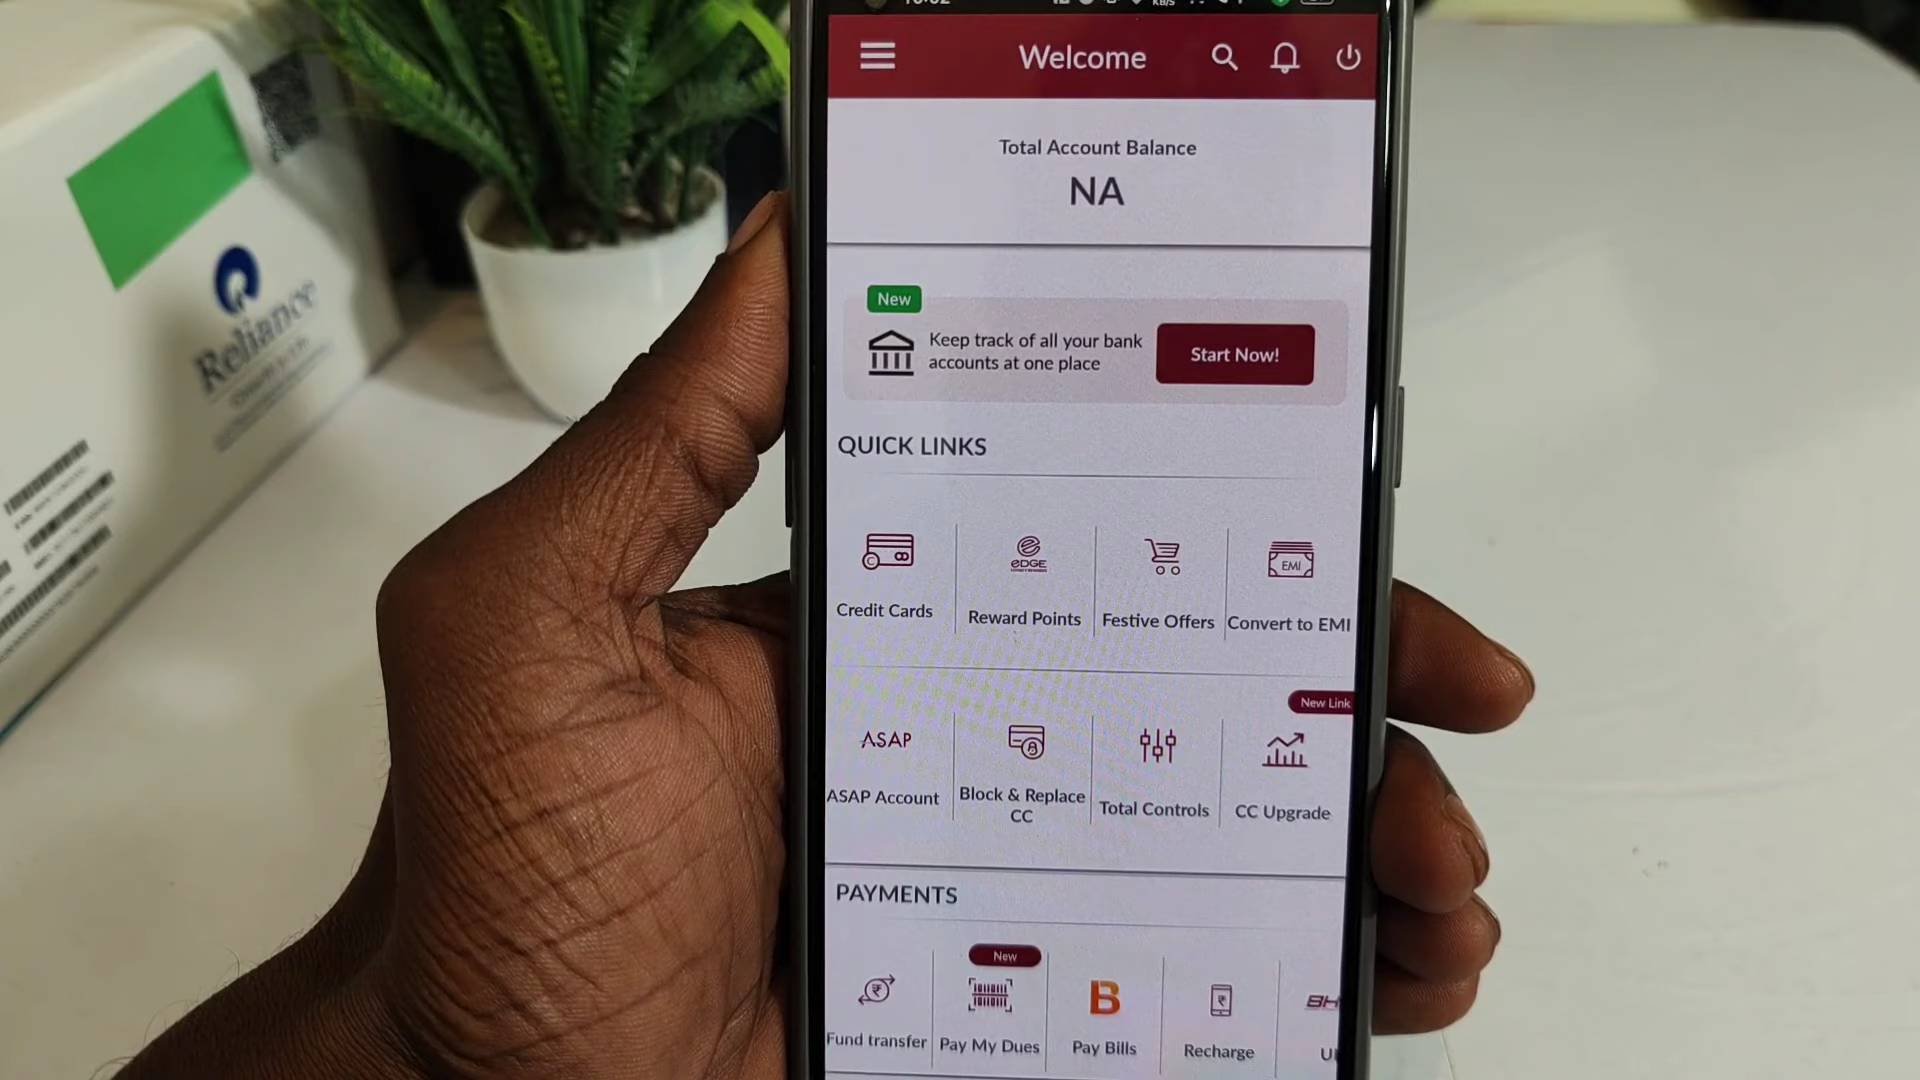 Welcome
Total Account Balance
NA
New
Keep track of all your bank
accounts at one place
Start Now!
QUICK LINKS
eDGE
EMI
Credit Cards
Reward Points
Festive Offers
Convert to EMI
New Link
ASAP
ASAP Account
Block & Replace
CC
Total Controls
CC Upgrade
PAYMENTS
New
B
BH
Fund transfer
Pay My Dues
Pay Bills
Recharge
Reliance